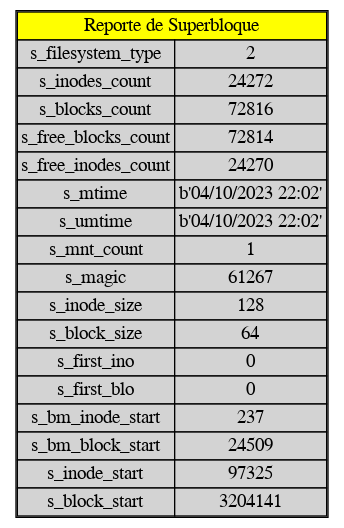 Reporte de Superbloque
s_filesystem_type 2
s_inodes_count 24272
s_blocks_count 72816
s_free_blocks_count 72814
s_free_inodes_count 24270
s_mtime b'04/10/2023 22:02'
s_umtime b'04/10/2023 22:02'
s_mnt_count 1
s_magic 61267
s_inode_size 128
s_block_size 64
s_first_ino 0
s_first_blo 0
s_bm_inode_start 237
s_bm_block_start 24509
s_inode_start 97325
s_block_start 3204141